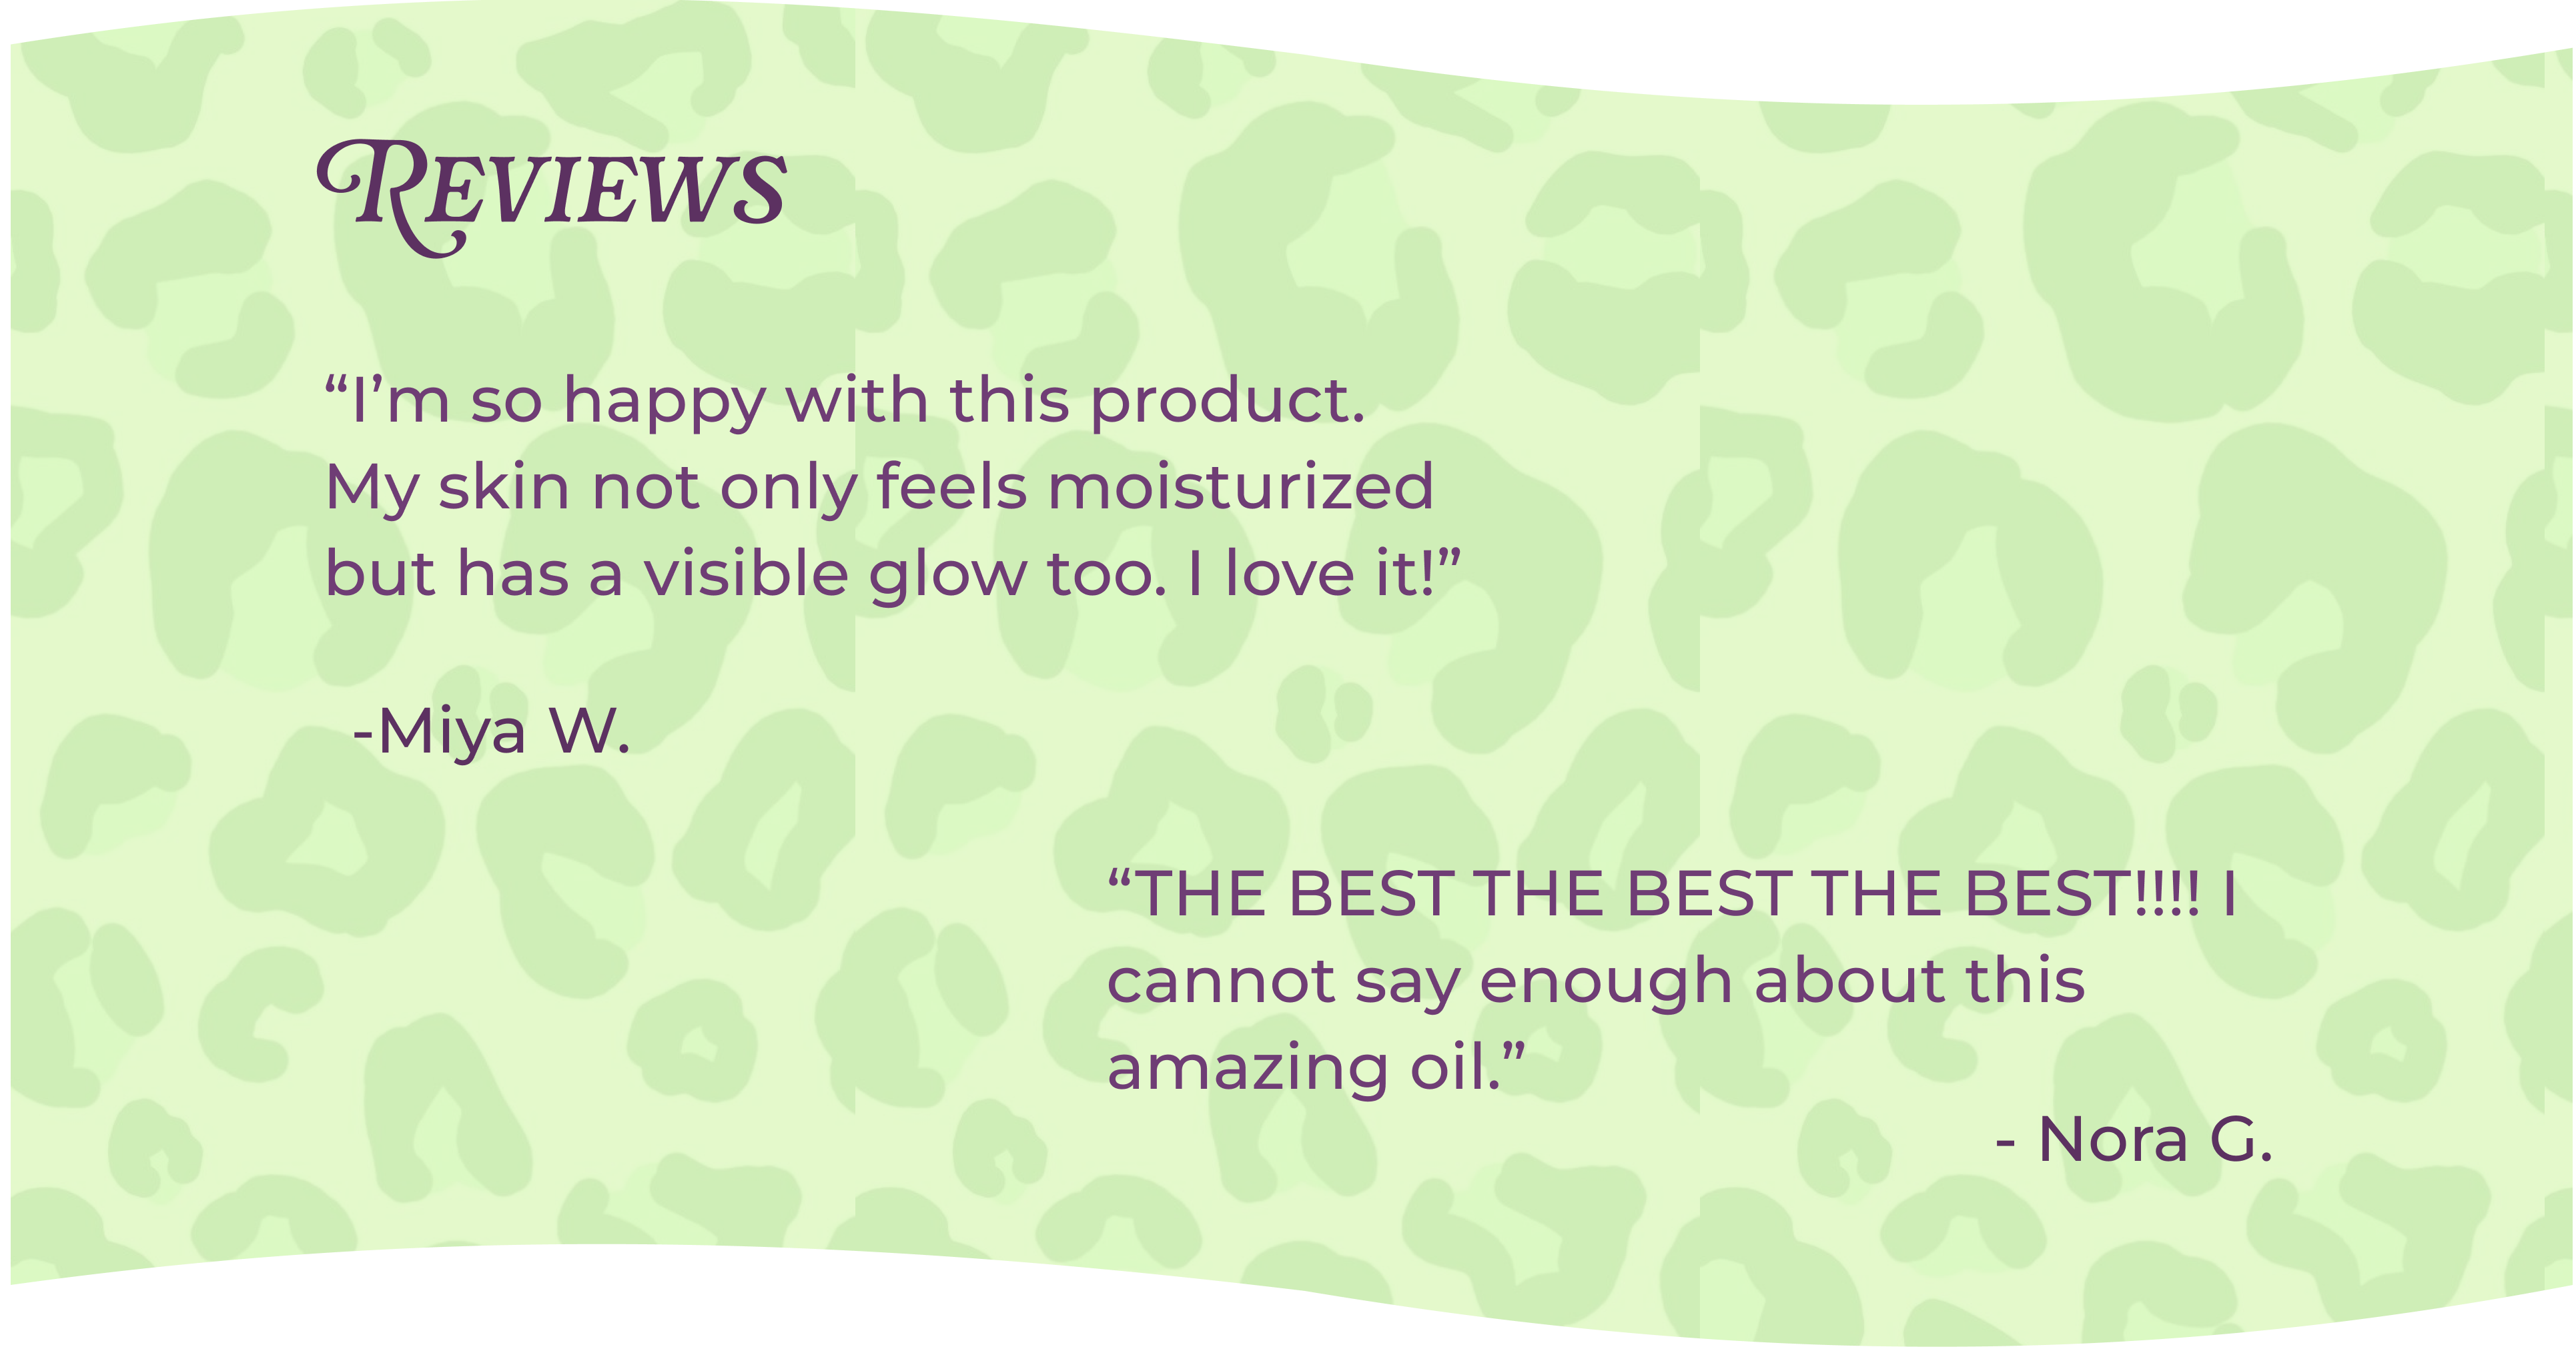 REVIEWS
“I’m so happy with this product.
My skin not only feels moisturized
but has a visible glow too. I love it!”
-Miya W.
“THE BEST THE BEST THE BEST!!!! I
cannot say enough about this
amazing oil.”
- Nora G.